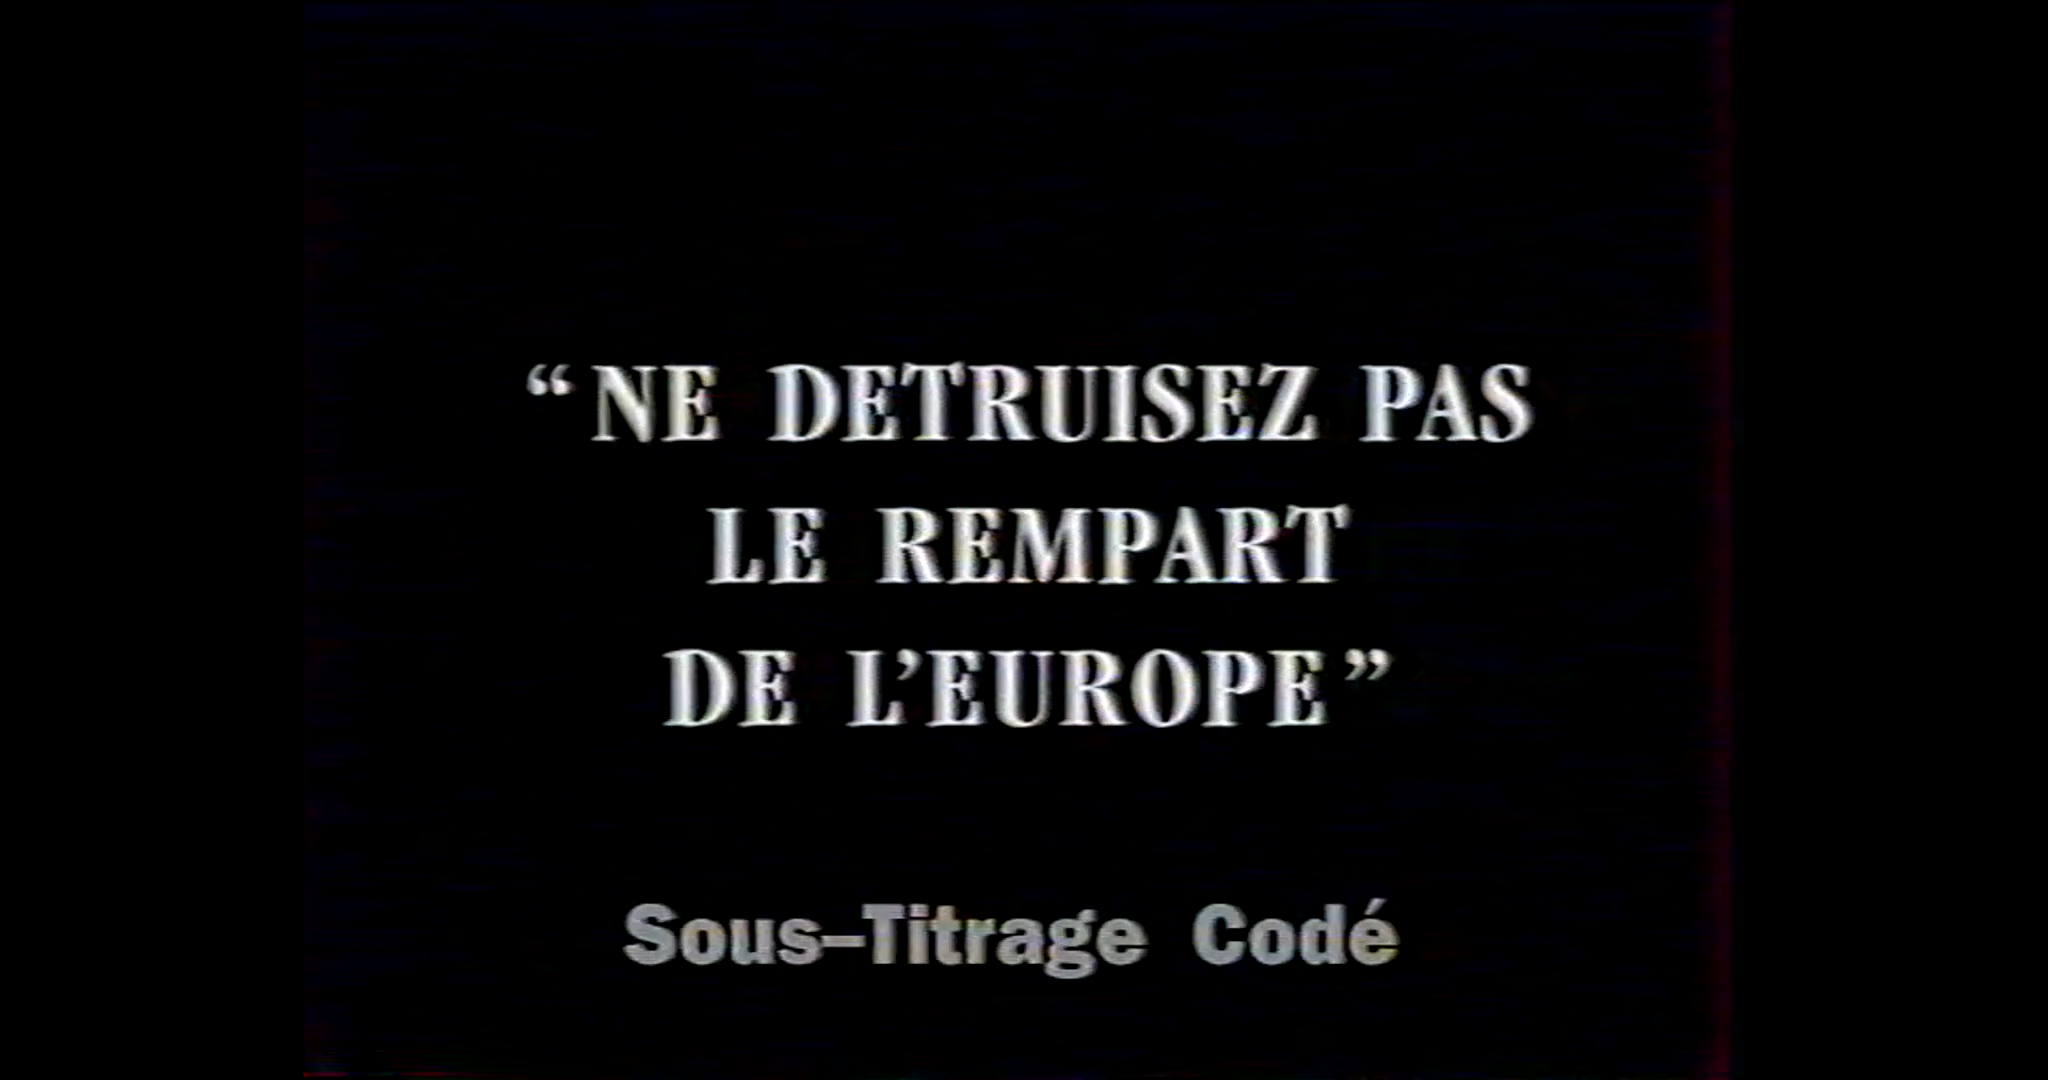 “NE DETRUISEZ PAS
LE REMPART
DE L’EUROPE”
Sous–Titrage Codé